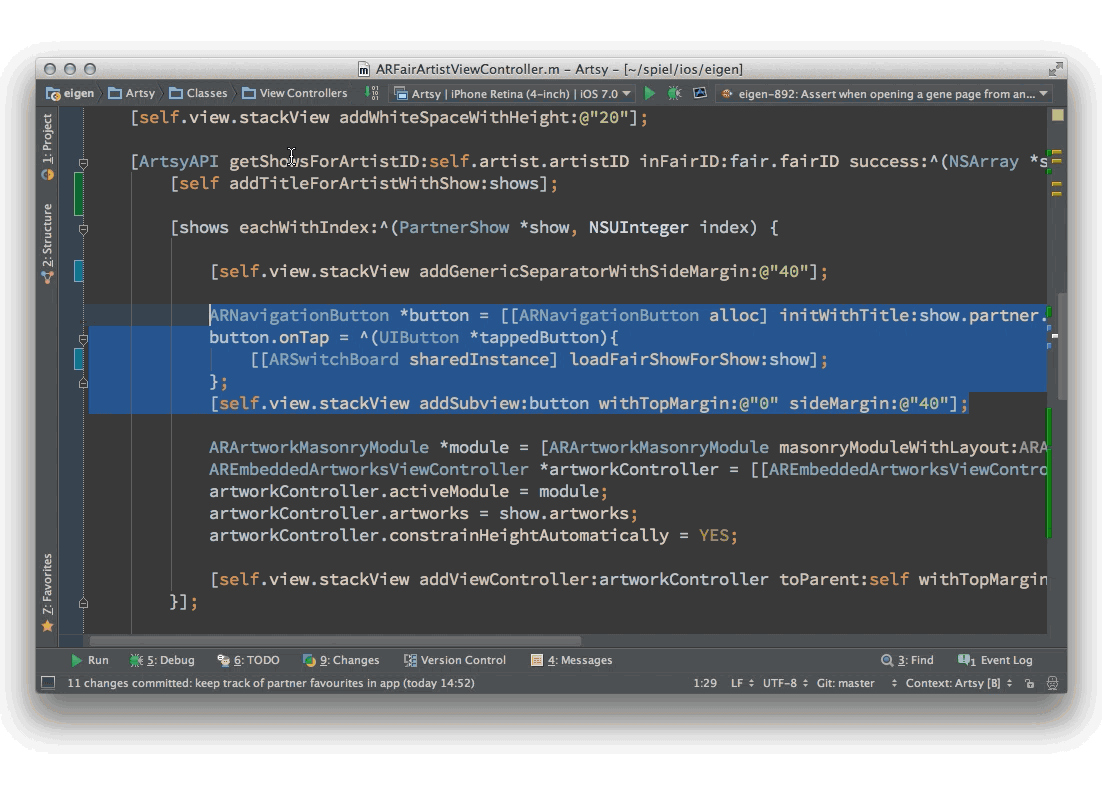 ARFairArtistViewController.m – Artsy – [~/spiel/ios/eigen]
eigen Artsy Classes View Controllers Artsy | iPhone Retina (4-inch) | iOS 7.0 eigen-892: Assert when opening a gene page from an...
1: Project
2: Structure
7: Favorites
[self.view.stackView addWhiteSpaceWithHeight:@"20"];
[ArtsyAPI getShowsForArtistID:self.artist.artistID inFairID:fair.fairID success:^(NSArray *s
[self addTitleForArtistWithShow:shows];
[shows eachWithIndex:^(PartnerShow *show, NSUInteger index) {
[self.view.stackView addGenericSeparatorWithSideMargin:@"40"];
ARNavigationButton *button = [[ARNavigationButton alloc] initWithTitle:show.partner.
button.onTap = ^(UIButton *tappedButton){
[[ARSwitchBoard sharedInstance] loadFairShowForShow:show];
};
[self.view.stackView addSubview:button withTopMargin:@"0" sideMargin:@"40"];
ARArtworkMasonryModule *module = [ARArtworkMasonryModule masonryModuleWithLayout:ARA
AREmbeddedArtworksViewController *artworkController = [[AREmbeddedArtworksViewContro
artworkController.activeModule = module;
artworkController.artworks = show.artworks;
artworkController.constrainHeightAutomatically = YES;
[self.view.stackView addViewController:artworkController toParent:self withTopMargin
}];
Run 5: Debug 6: TODO 9: Changes Version Control 4: Messages 3: Find 1 Event Log
11 changes committed: keep track of partner favourites in app (today 14:52) 1:29 LF UTF-8 Git: master Context: Artsy [B]